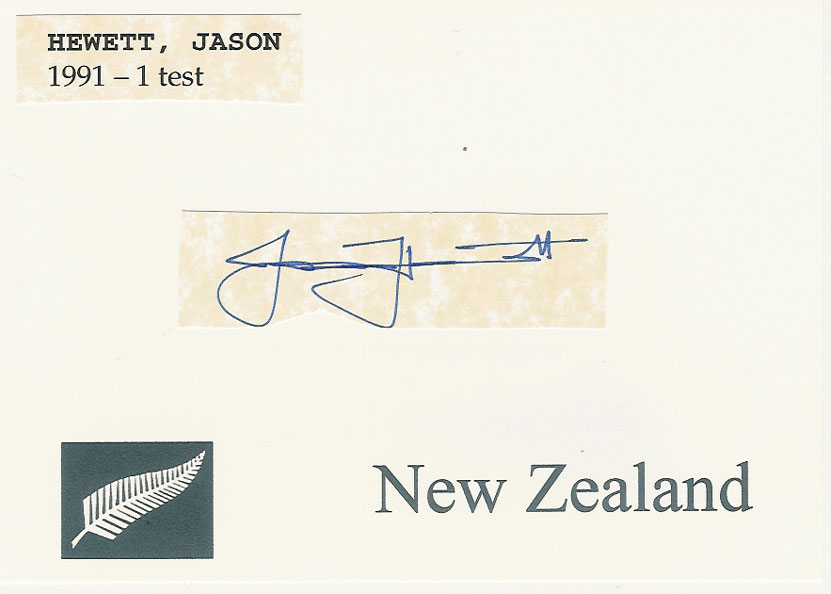 HEWETT, JASON
1991 – 1 test
New Zealand